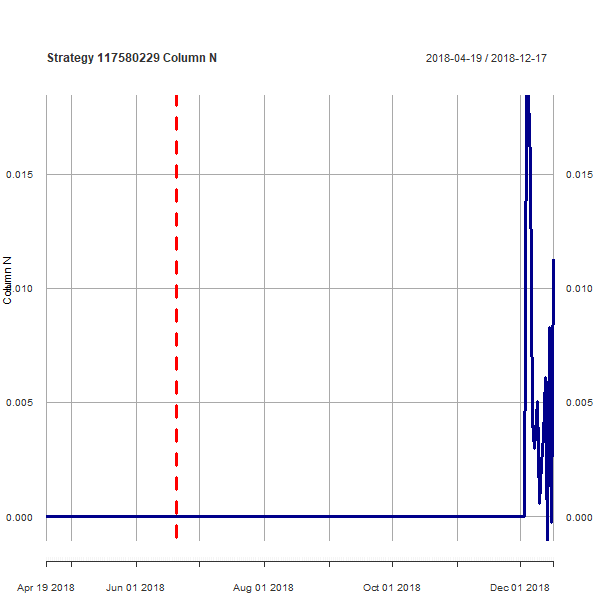 Strategy 117580229 Column N 2018-04-19 / 2018-12-17
0.015 0.015
0.010 0.010
Column N
0.005 0.005
0.000 0.000
Apr 19 2018 Jun 01 2018 Aug 01 2018 Oct 01 2018 Dec 01 2018